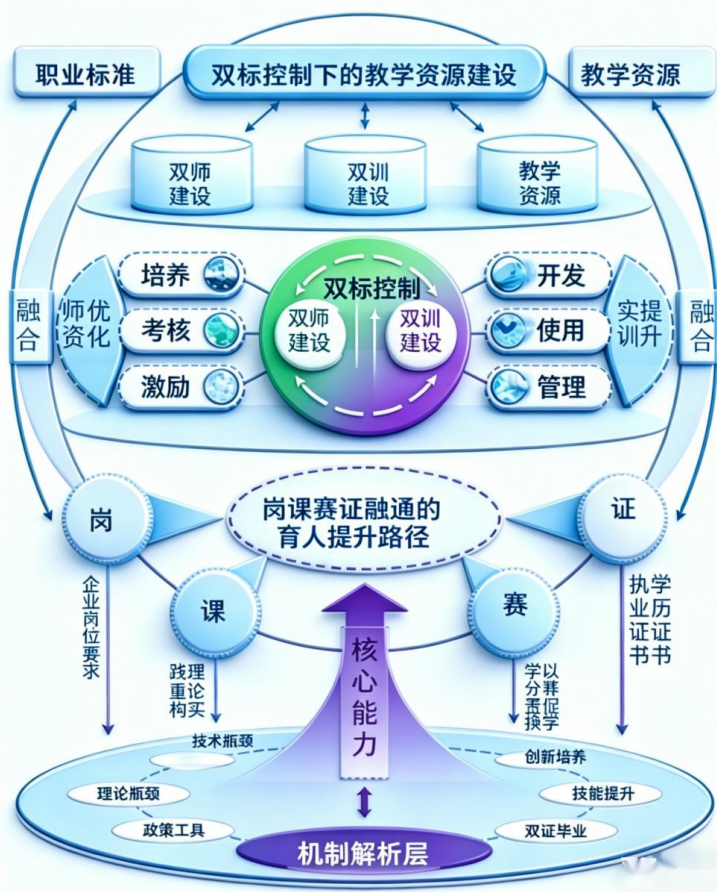 职业标准
双标控制下的教学资源建设
教学资源
双师
建设
双训
建设
教学
资源
融合
师资
优化
培养
考核
激励
双标控制
双师
建设
双训
建设
开发
使用
管理
实训
提升
融合
岗
岗课赛证融通的
育人提升路径
证
课
赛
企业岗位要求
理论实
践重构
核心能力
以赛促学
学分
换
学历证书
执业证书
技术瓶颈
创新培养
理论瓶颈
技能提升
政策工具
双证毕业
机制解析层